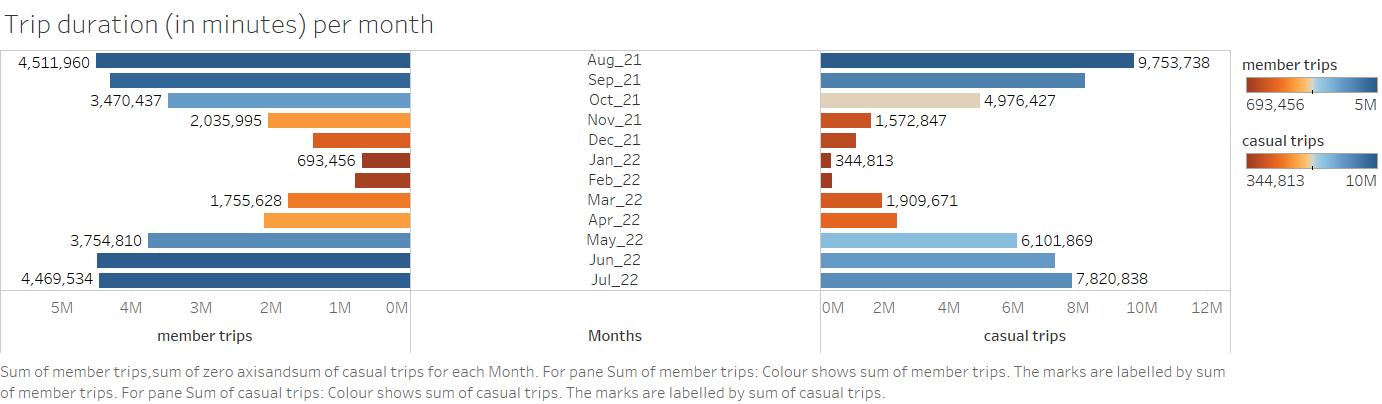 Trip duration (in minutes) per month
4,511,960 Aug_21 9,753,738
Sep_21
3,470,437 Oct_21 4,976,427
2,035,995 Nov_21 1,572,847
Dec_21
693,456 Jan_22 344,813
Feb_22
1,755,628 Mar_22 1,909,671
Apr_22
3,754,810 May_22 6,101,869
Jun_22
4,469,534 Jul_22 7,820,838
5M 4M 3M 2M 1M 0M 0M 2M 4M 6M 8M 10M 12M
member trips Months casual trips
member trips
693,456 5M
casual trips
344,813 10M
Sum of member trips,sum of zero axisandsum of casual trips for each Month. For pane Sum of member trips: Colour shows sum of member trips. The marks are labelled by sum
of member trips. For pane Sum of casual trips: Colour shows sum of casual trips. The marks are labelled by sum of casual trips.